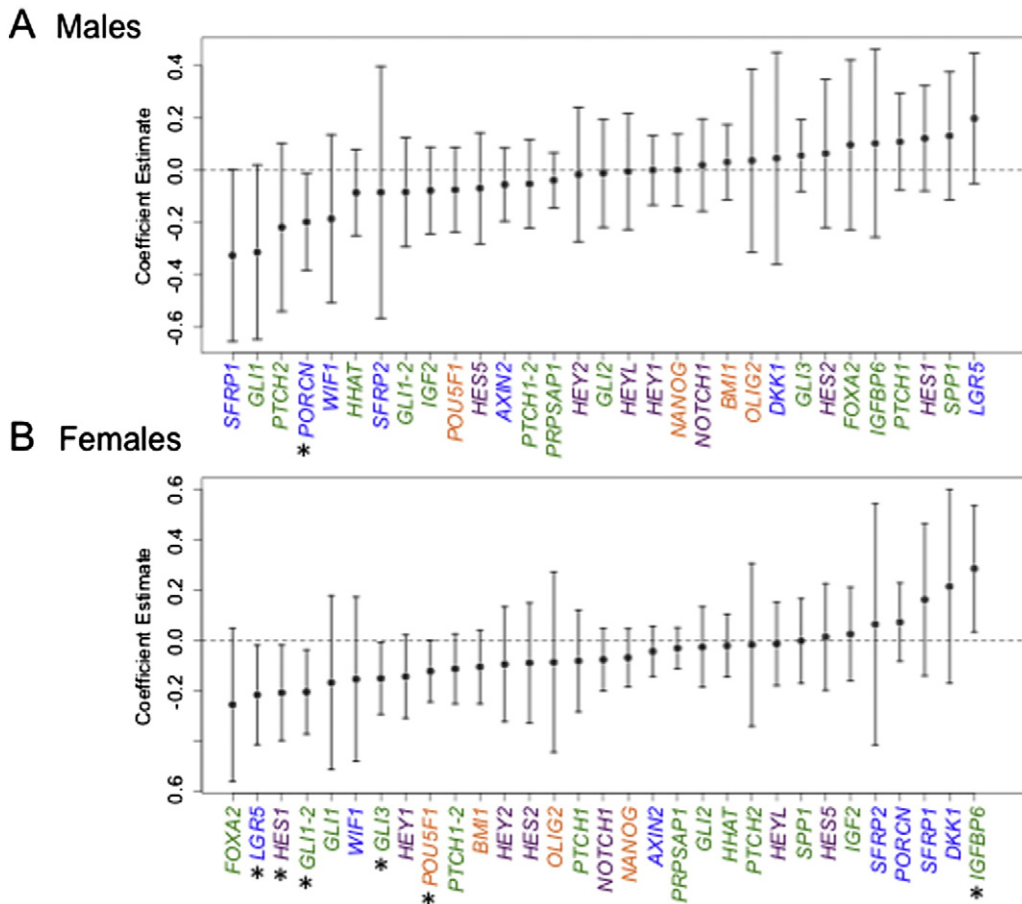 A Males
Coefficient Estimate
0.4
0.2
0.0
-0.2
-0.4
-0.6
SFRP1
GLI1
PTCH2
* PORCN
WIF1
HHAT
SFRP2
GLI1-2
IGF2
POU5F1
HES5
AXIN2
PTCH1-2
PRPSAP1
HEY2
GLI2
HEYL
HEY1
NANOG
NOTCH1
BMI1
OLIG2
DKK1
GLI3
HES2
FOXA2
IGFBP6
PTCH1
HES1
SPP1
LGR5
B Females
Coefficient Estimate
0.6
0.4
0.2
0.0
-0.2
0.6
FOXA2
* LGR5
* HES1
* GLI1-2
GLI1
WIF1
* GLI3
HEY1
* POU5F1
PTCH1-2
BMI1
HEY2
HES2
OLIG2
PTCH1
NOTCH1
NANOG
AXIN2
PRPSAP1
GLI2
HHAT
PTCH2
HEYL
SPP1
HES5
IGF2
SFRP2
PORCN
SFRP1
DKK1
* IGFBP6